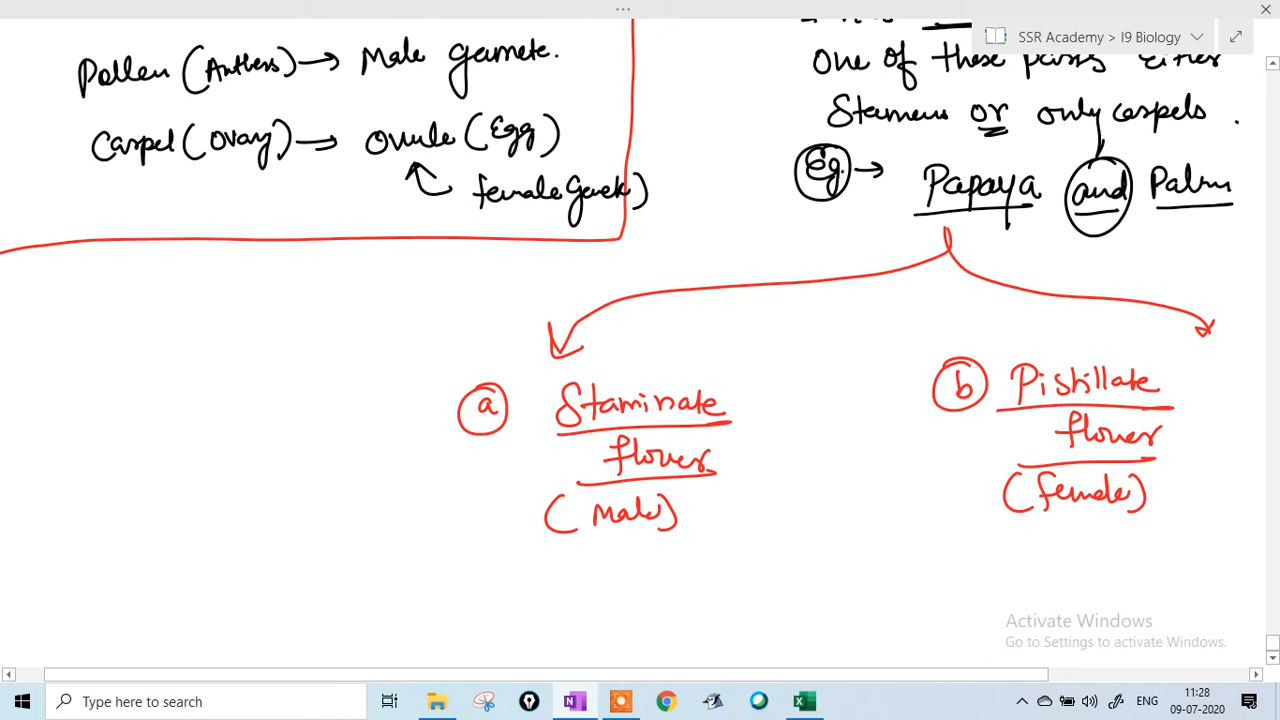 SSR Academy > I9 Biology
Pollen (Anthers) → Male gamete.
Carpel (Ovary) → Ovule (Egg)
female Gamete)
one of these parts either
Stamens or only carpels.
Eg. → Papaya and Palm
a Staminate
flower
(Male)
b Pistillate
flower
(female)
Activate Windows
Go to Settings to activate Windows.
Type here to search
ENG
11:28
09-07-2020